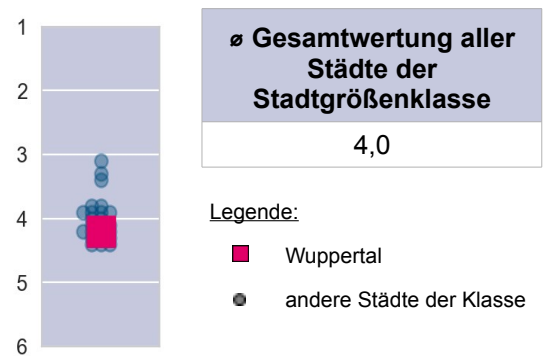 1
2
3
4
5
6
ø Gesamtwertung aller
Städte der
Stadtgrößenklasse
4,0
Legende:
Wuppertal
andere Städte der Klasse